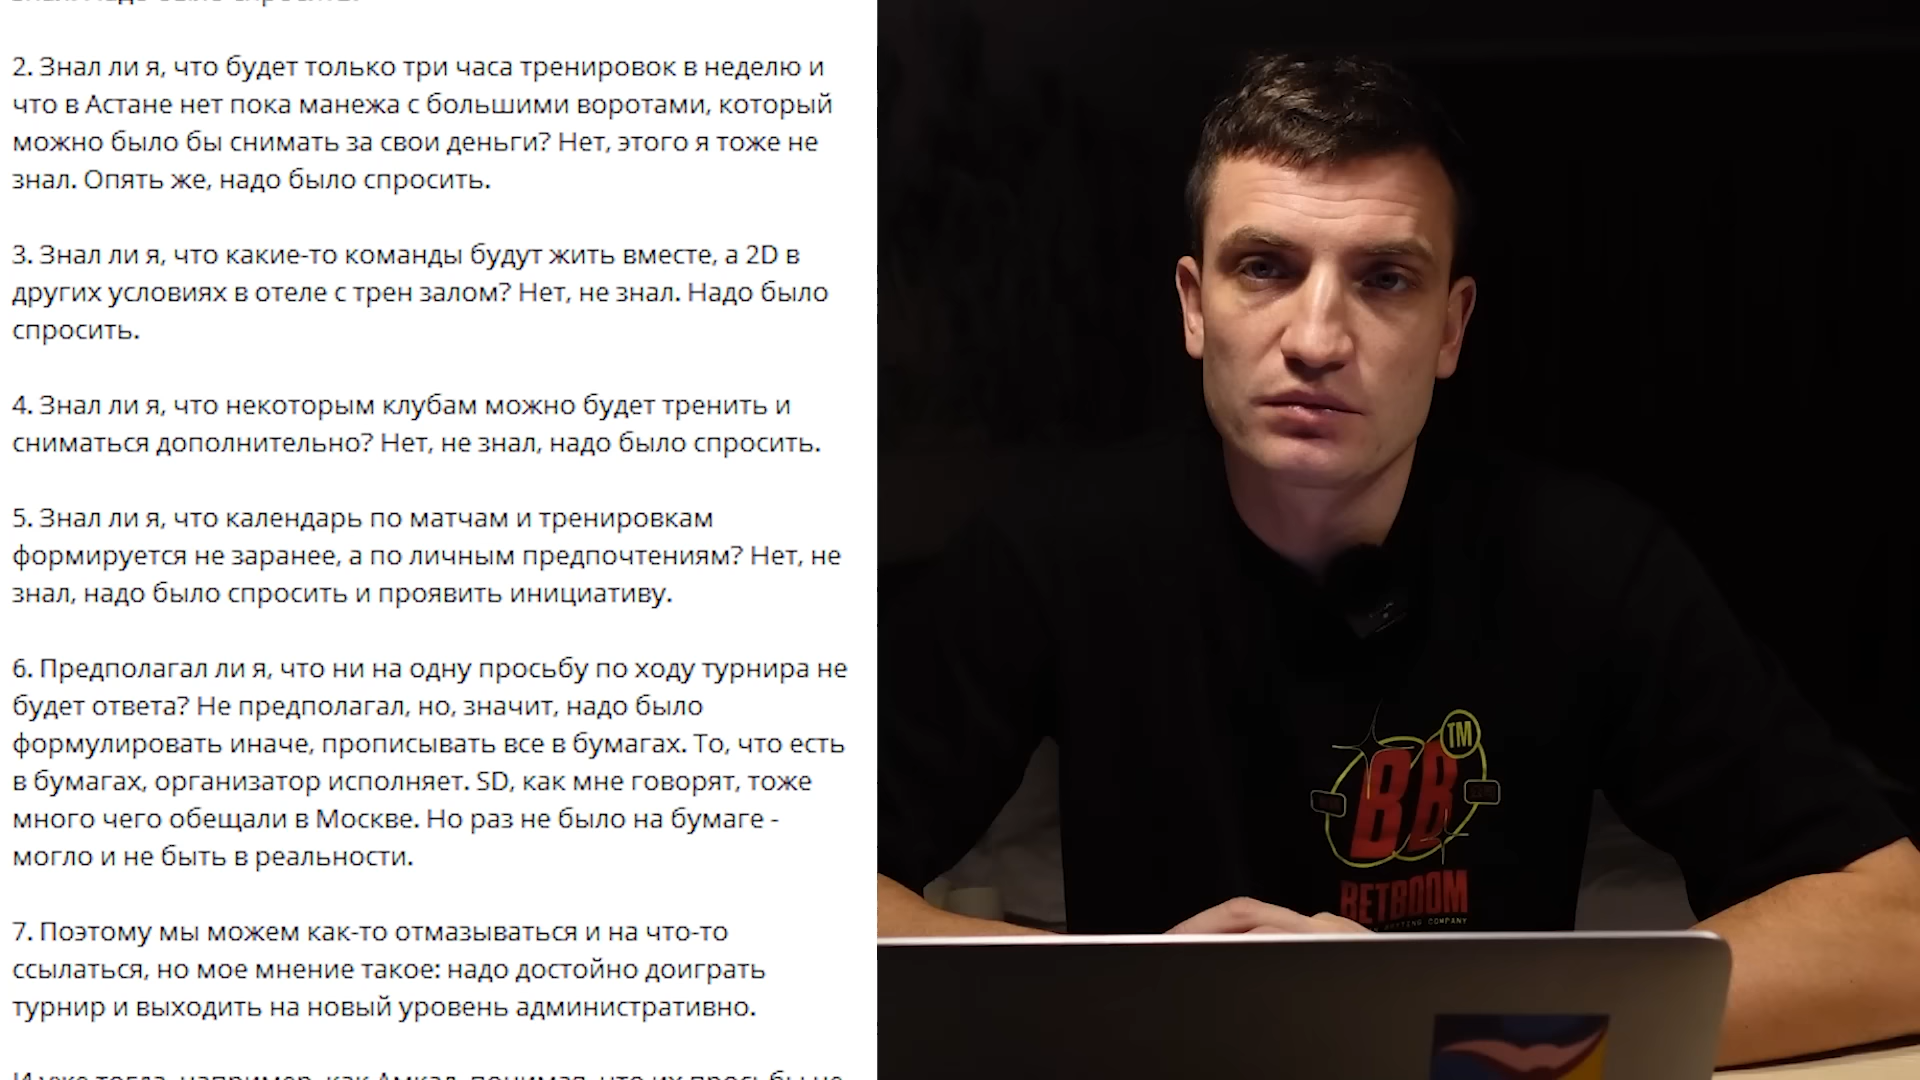 2. Знал ли я, что будет только три часа тренировок в неделю и
что в Астане нет пока манежа с большими воротами, который
можно было бы снимать за свои деньги? Нет, этого я тоже не
знал. Опять же, надо было спросить.
3. Знал ли я, что какие-то команды будут жить вместе, а 2D в
других условиях в отеле с трен залом? Нет, не знал. Надо было
спросить.
4. Знал ли я, что некоторым клубам можно будет тренить и
сниматься дополнительно? Нет, не знал, надо было спросить.
5. Знал ли я, что календарь по матчам и тренировкам
формируется не заранее, а по личным предпочтениям? Нет, не
знал, надо было спросить и проявить инициативу.
6. Предполагал ли я, что ни на одну просьбу по ходу турнира не
будет ответа? Не предполагал, но, значит, надо было
формулировать иначе, прописывать все в бумагах. То, что есть
в бумагах, организатор исполняет. SD, как мне говорят, тоже
много чего обещали в Москве. Но раз не было на бумаге -
могло и не быть в реальности.
7. Поэтому мы можем как-то отмазываться и на что-то
ссылаться, но мое мнение такое: надо достойно доиграть
турнир и выходить на новый уровень административно.
TM
BB
BETBOOM
COMPANY